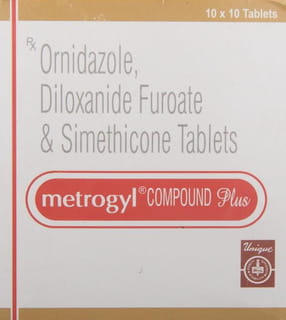 10 x 10 Tablets
Rx
Ornidazole,
Diloxanide Furoate
& Simethicone Tablets
metrogyl® COMPOUND Plus
Unique